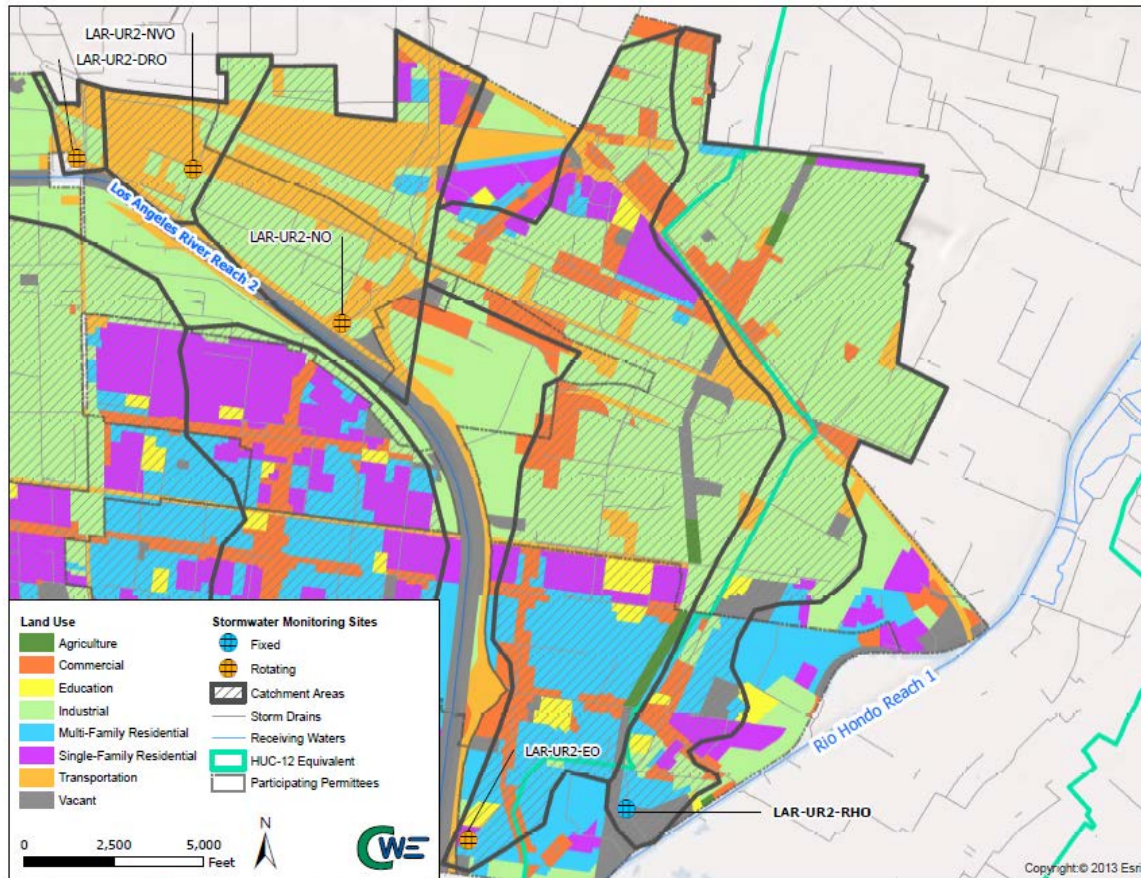 LAR-UR2-NVO
LAR-UR2-DRO
Los Angeles River Reach 2
LAR-UR2-NO
Rio Hondo Reach 1
LAR-UR2-EO
LAR-UR2-RHO
Land Use
Agriculture
Commercial
Education
Industrial
Multi-Family Residential
Single-Family Residential
Transportation
Vacant
Stormwater Monitoring Sites
Fixed
Rotating
Catchment Areas
Storm Drains
Receiving Waters
HUC-12 Equivalent
Participating Permittees
0 2,500 5,000
Feet
N
CWE
Copyright:© 2013 Esri